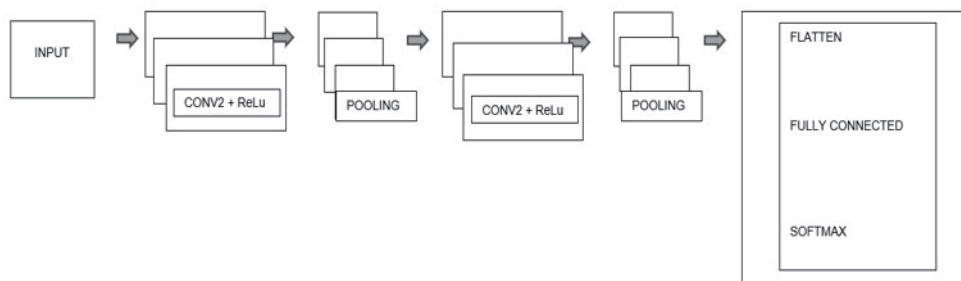 INPUT
CONV2 + ReLu
POOLING
CONV2 + ReLu
POOLING
FLATTEN
FULLY CONNECTED
SOFTMAX